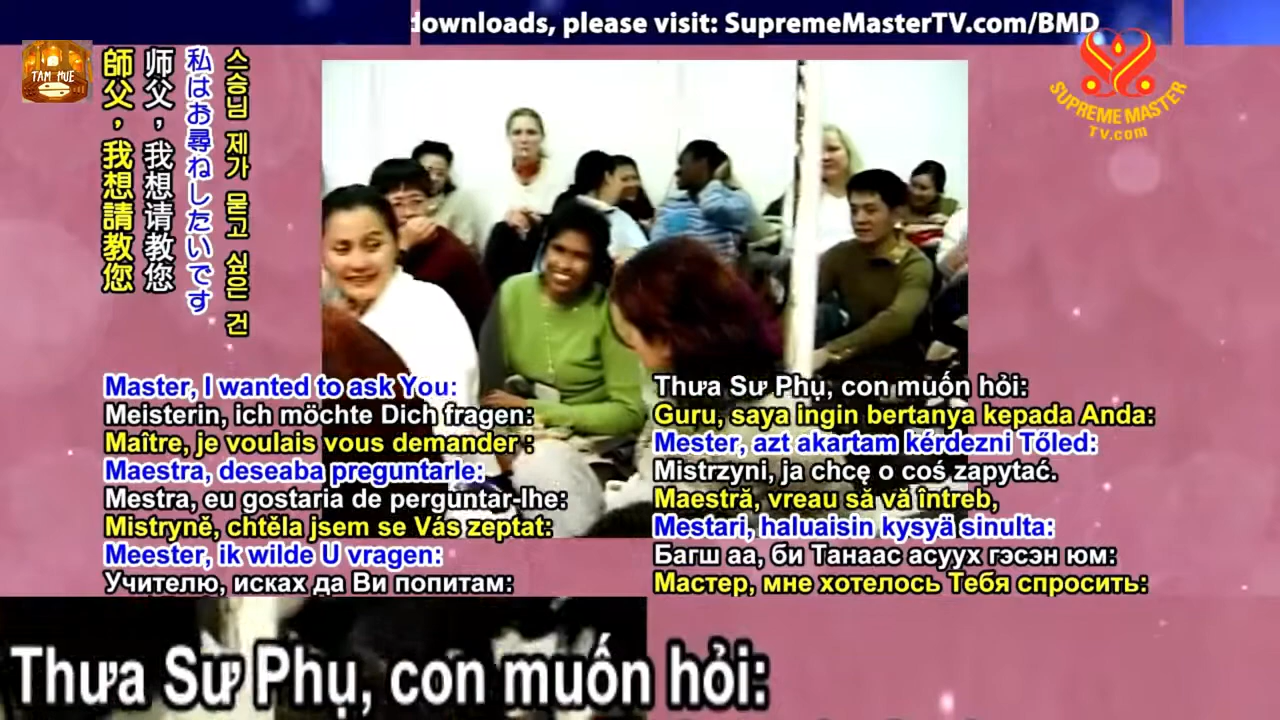 downloads, please visit: SupremeMasterTV.com/BMD
TÂM HUỆ
SUPREME MASTER
TV.com
師父，我想請教您
师父，我想请教您
私はお尋ねしたいです
스승님 제가 묻고 싶은 건
Master, I wanted to ask You:
Meisterin, ich möchte Dich fragen:
Maître, je voulais vous demander :
Maestra, deseaba preguntarle:
Mestra, eu gostaria de perguntar-lhe:
Mistryně, chtěla jsem se Vás zeptat:
Meester, ik wilde U vragen:
Учителю, исках да Ви попитам:
Thưa Sư Phụ, con muốn hỏi:
Guru, saya ingin bertanya kepada Anda:
Mester, azt akartam kérdezni Tőled:
Mistrzyni, ja chcę o coś zapytać.
Maestră, vreau să vă întreb,
Mestari, haluaisin kysyä sinulta:
Багш аа, би Танаас асуух гэсэн юм:
Мастер, мне хотелось Тебя спросить:
Thưa Sư Phụ, con muốn hỏi: